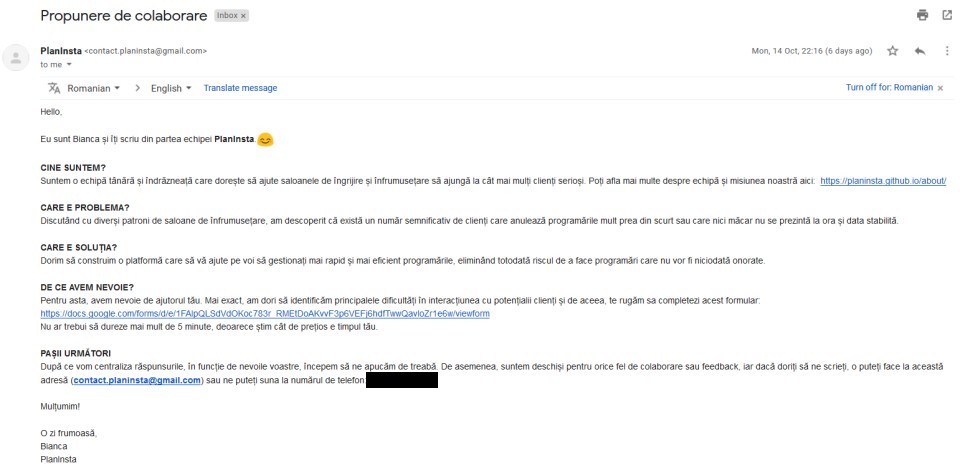 Propunere de colaborare Inbox ×
PlanInsta <contact.planinsta@gmail.com> Mon, 14 Oct, 22:16 (6 days ago)
to me
Romanian > English Translate message Turn off for: Romanian ×
Hello,
Eu sunt Bianca și îți scriu din partea echipei PlanInsta. 😊
CINE SUNTEM?
Suntem o echipă tânără și îndrăzneață care dorește să ajute saloanele de îngrijire și înfrumusețare să ajungă la cât mai mulți clienți serioși. Poți afla mai multe despre echipă și misiunea noastră aici: https://planinsta.github.io/about/
CARE E PROBLEMA?
Discutând cu diverși patroni de saloane de înfrumusețare, am descoperit că există un număr semnificativ de clienți care anulează programările mult prea din scurt sau care nici măcar nu se prezintă la ora și data stabilită.
CARE E SOLUȚIA?
Dorim să construim o platformă care să vă ajute pe voi să gestionați mai rapid și mai eficient programările, eliminând totodată riscul de a face programări care nu vor fi niciodată onorate.
DE CE AVEM NEVOIE?
Pentru asta, avem nevoie de ajutorul tău. Mai exact, am dori să identificăm principalele dificultăți în interacțiunea cu potențialii clienți și de aceea, te rugăm sa completezi acest formular:
https://docs.google.com/forms/d/e/1FAIpQLSdVdOKoc783r_RMEtDoAKvvF3p6VEFj6hdfTwwQavloZr1e6w/viewform
Nu ar trebui să dureze mai mult de 5 minute, deoarece știm cât de prețios e timpul tău.
PAȘII URMĂTORI
După ce vom centraliza răspunsurile, în funcție de nevoile voastre, începem să ne apucăm de treabă. De asemenea, suntem deschiși pentru orice fel de colaborare sau feedback, iar dacă doriți să ne scrieți, o puteți face la această
adresă (contact.planinsta@gmail.com) sau ne puteți suna la numărul de telefon:
Mulțumim!
O zi frumoasă,
Bianca
PlanInsta